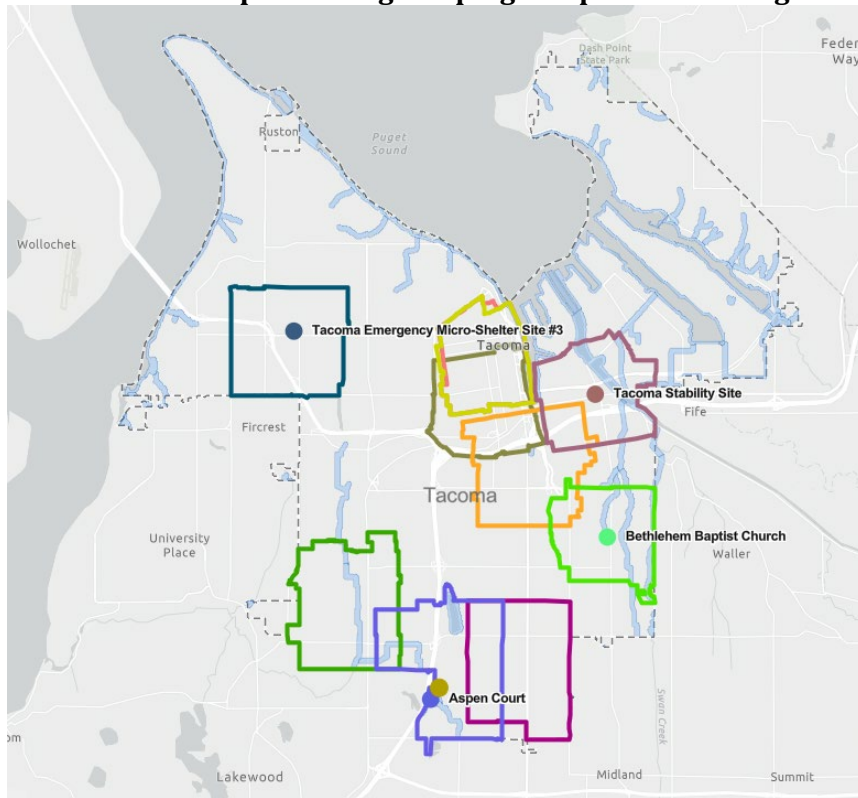 Dash Point
State Park
Feder
Way
Ruston
Puget
Sound
Wollochet
Tacoma Emergency Micro-Shelter Site #3
Tacoma
Tacoma Stability Site
Fife
Fircrest
Tacoma
University
Place
Bethlehem Baptist Church
Waller
Aspen Court
Swan Creek
om
Lakewood
Midland
Summit